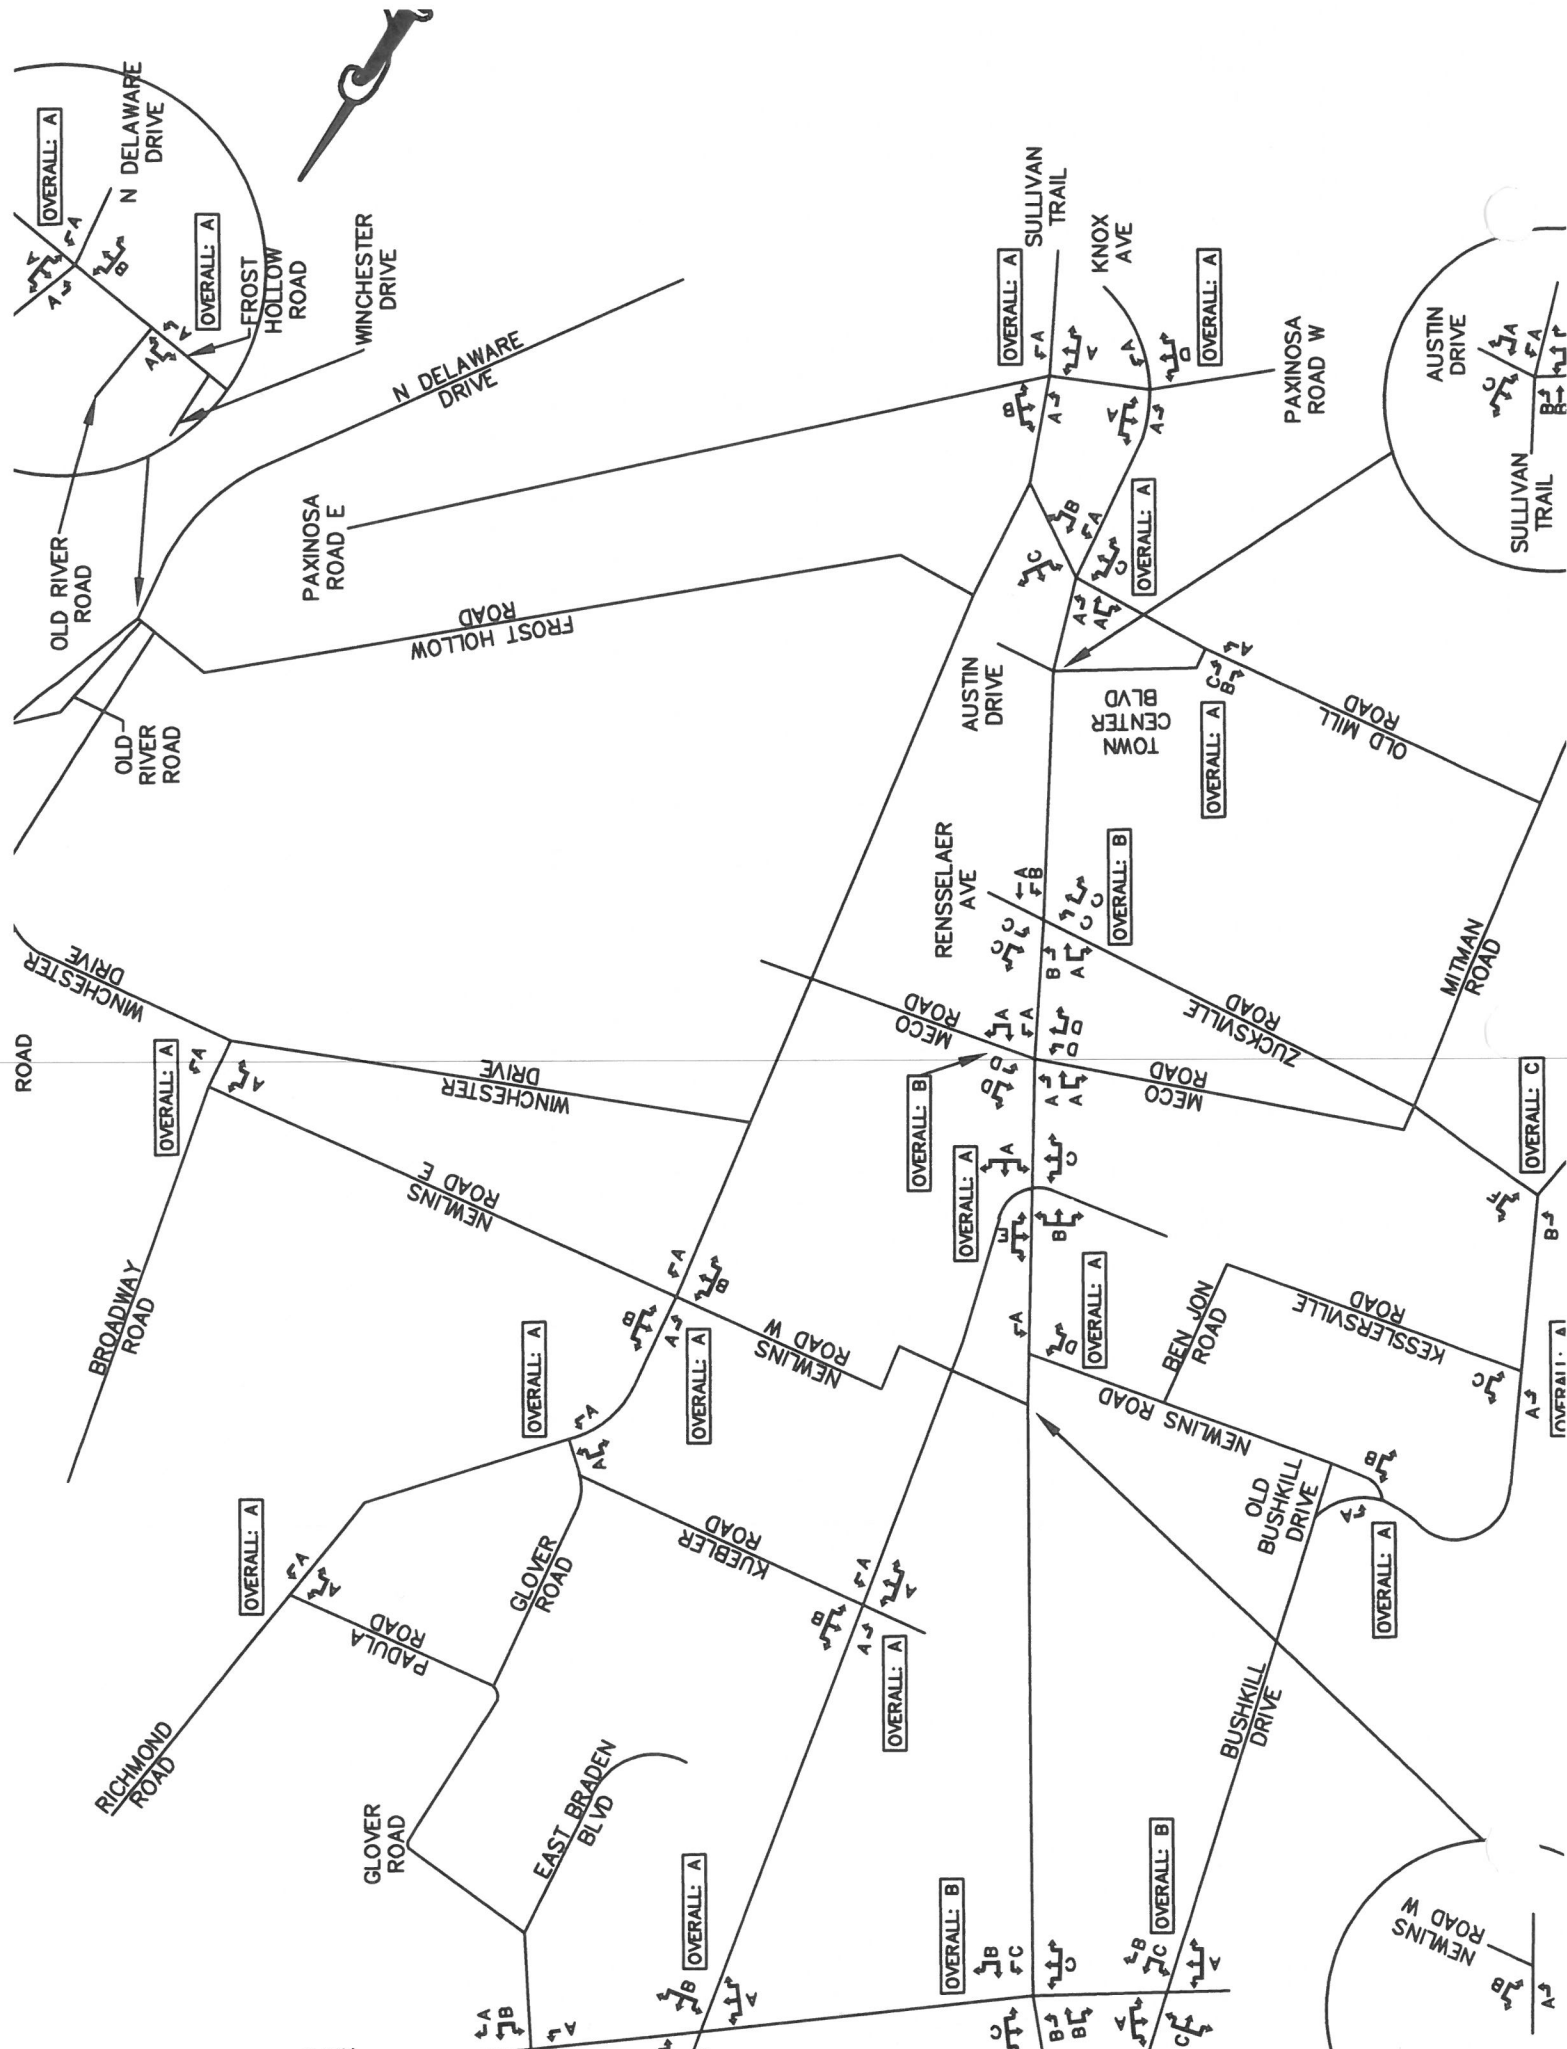 OVERALL: A
N DELAWARE
DRIVE
A
A
A
B
OVERALL: A
FROST
HOLLOW
ROAD
A
A
WINCHESTER
DRIVE
OLD RIVER
ROAD
N DELAWARE
DRIVE
PAXINOSA
ROAD E
FROST HOLLOW
ROAD
OLD
RIVER
ROAD
SULLIVAN
TRAIL
KNOX
AVE
OVERALL: A
A
A
B
A
OVERALL: A
A
D
A
A
PAXINOSA
ROAD W
B
A
C
C
A
A
OVERALL: A
AUSTIN
DRIVE
A
A
C
B
B
SULLIVAN
TRAIL
AUSTIN
DRIVE
TOWN
CENTER
BLVD
A
C
B
OVERALL: A
OLD MILL
ROAD
RENSSELAER
AVE
A
B
C
C
C
C
B
A
OVERALL: B
MITMAN
ROAD
ZUCKSVILLE
ROAD
MECO
ROAD
A
A
D
D
D
D
A
A
OVERALL: B
MECO
ROAD
ROAD
WINCHESTER
DRIVE
OVERALL: A
A
A
WINCHESTER
DRIVE
NEWLINS
ROAD E
BROADWAY
ROAD
OVERALL: A
A
C
E
B
OVERALL: C
F
B
A
D
OVERALL: A
BEN JON
ROAD
KESSLERSVILLE
ROAD
C
A
OVERALL: A
A
B
B
A
OVERALL: A
NEWLINS
ROAD W
OVERALL: A
A
A
NEWLINS ROAD
OLD
BUSHKILL
DRIVE
B
A
OVERALL: A
OVERALL: A
A
A
PADULA
ROAD
GLOVER
ROAD
KUEBLER
ROAD
A
A
B
A
OVERALL: A
RICHMOND
ROAD
GLOVER
ROAD
EAST BRADEN
BLVD
BUSHKILL
DRIVE
OVERALL: A
B
A
A
B
A
OVERALL: B
B
C
C
C
B
B
OVERALL: B
B
C
A
A
C
NEWLINS
ROAD W
B
A